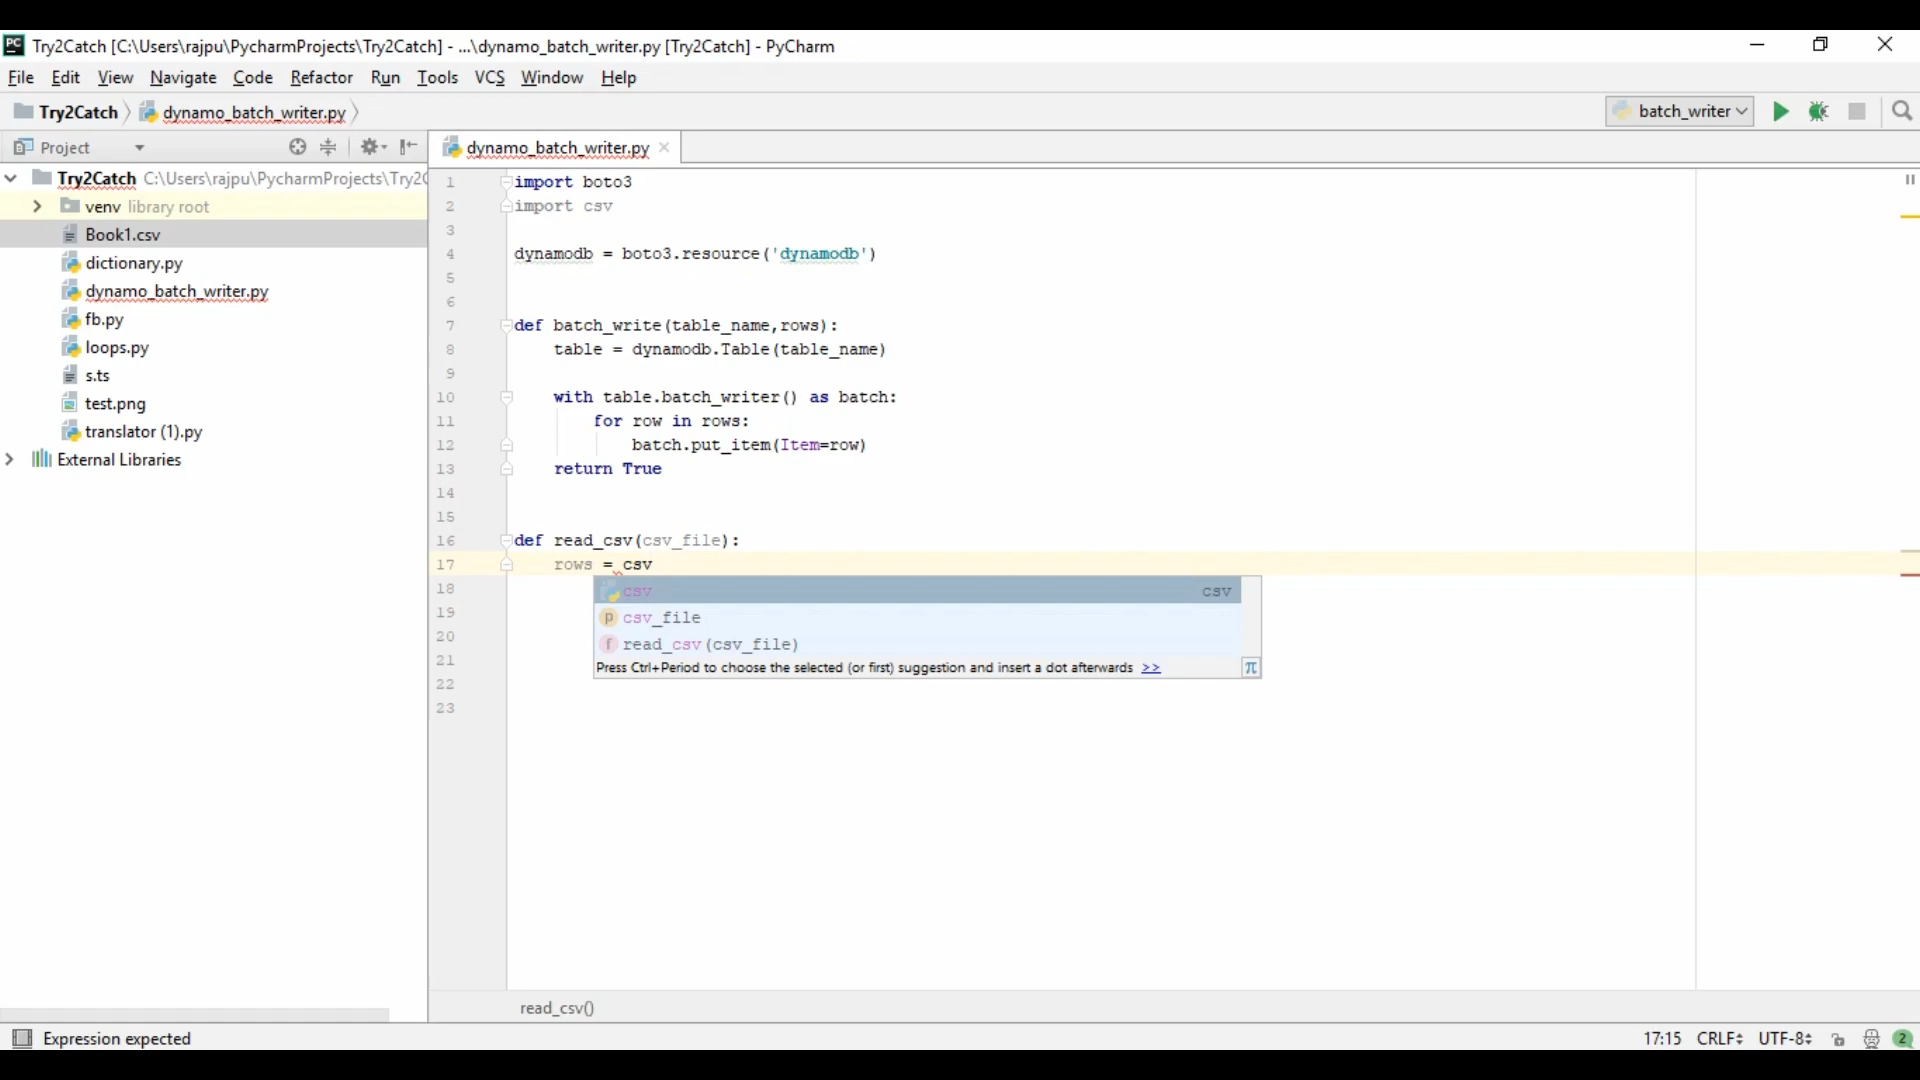 PC Try2Catch [C:\Users\rajpu\PycharmProjects\Try2Catch] - ...\dynamo_batch_writer.py [Try2Catch] - PyCharm
File Edit View Navigate Code Refactor Run Tools VCS Window Help
Try2Catch dynamo_batch_writer.py batch_writer
Project dynamo_batch_writer.py
Try2Catch C:\Users\rajpu\PycharmProjects\Try2C
venv library root
Book1.csv
dictionary.py
dynamo_batch_writer.py
fb.py
loops.py
s.ts
test.png
translator (1).py
External Libraries
1 import boto3
2 import csv
3
4 dynamodb = boto3.resource('dynamodb')
5
6
7 def batch_write(table_name,rows):
8 table = dynamodb.Table(table_name)
9
10 with table.batch_writer() as batch:
11 for row in rows:
12 batch.put_item(Item=row)
13 return True
14
15
16 def read_csv(csv_file):
17 rows = csv
18
19
20
21
22
23
csv csv
p csv_file
f read_csv(csv_file)
Press Ctrl+Period to choose the selected (or first) suggestion and insert a dot afterwards >> π
read_csv()
Expression expected 17:15 CRLF UTF-8 2